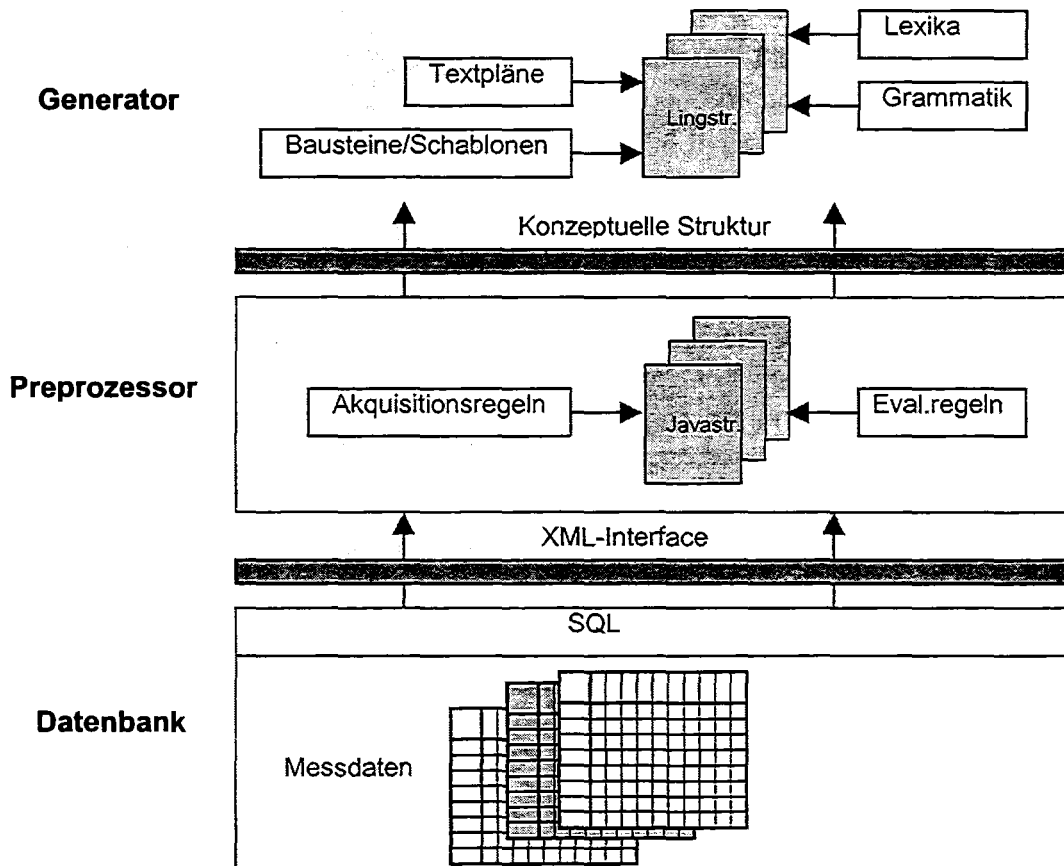 Lexika
Textpläne
Generator
Grammatik
Lingstr.
Bausteine/Schablonen
Konzeptuelle Struktur
Preprozessor
Akquisitionsregeln
Javastr.
Eval.regeln
XML-Interface
SQL
Datenbank
Messdaten